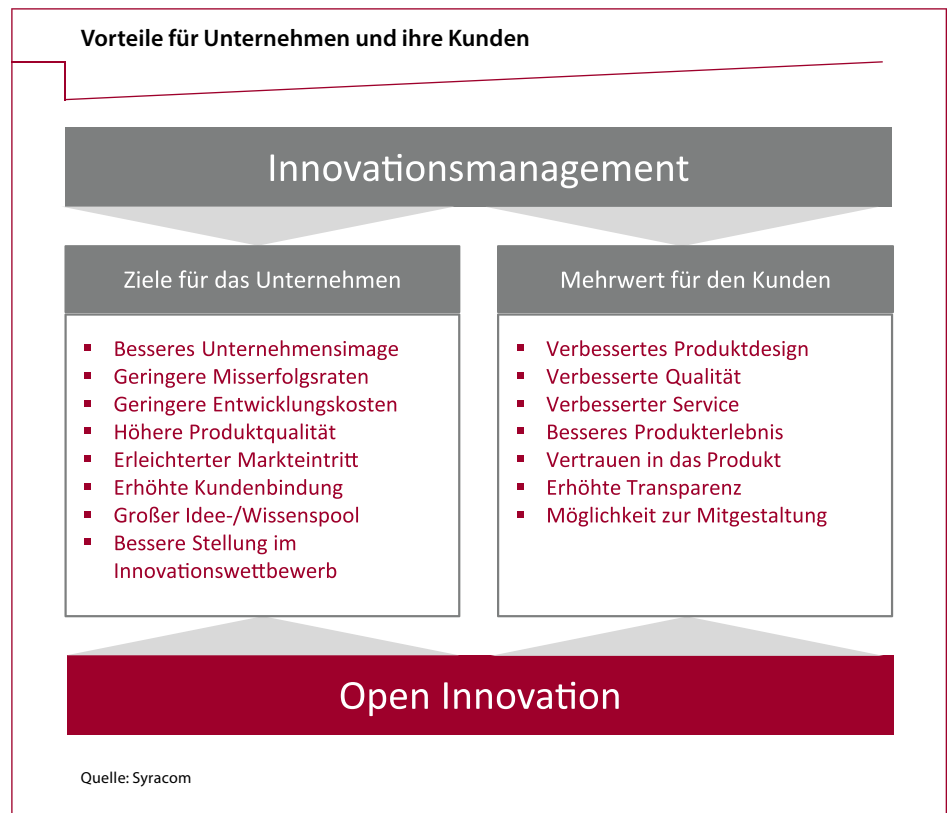 Vorteile für Unternehmen und ihre Kunden
Innovationsmanagement
Ziele für das Unternehmen
▪ Besseres Unternehmensimage
▪ Geringere Misserfolgsraten
▪ Geringere Entwicklungskosten
▪ Höhere Produktqualität
▪ Erleichterter Markteintritt
▪ Erhöhte Kundenbindung
▪ Großer Idee-/Wissenspool
▪ Bessere Stellung im
Innovationswettbewerb
Mehrwert für den Kunden
▪ Verbessertes Produktdesign
▪ Verbesserte Qualität
▪ Verbesserter Service
▪ Besseres Produkterlebnis
▪ Vertrauen in das Produkt
▪ Erhöhte Transparenz
▪ Möglichkeit zur Mitgestaltung
Open Innovation
Quelle: Syracom